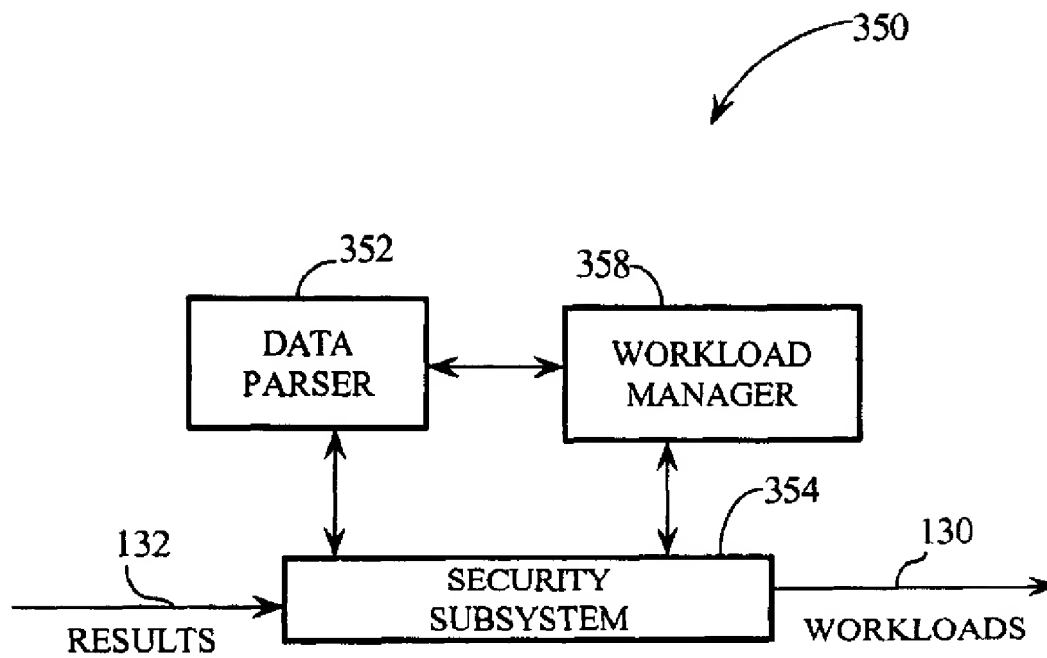 350
352
358
DATA
PARSER
WORKLOAD
MANAGER
354
132
130
SECURITY
SUBSYSTEM
RESULTS
WORKLOADS